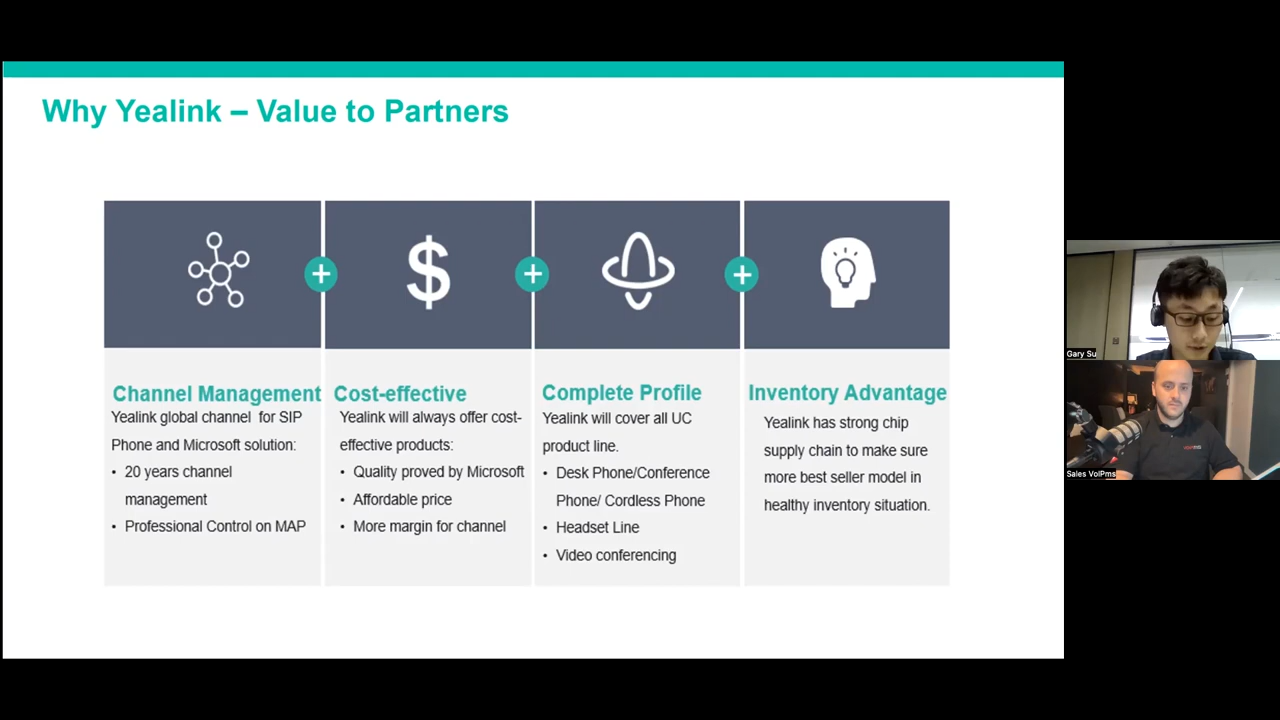 Why Yealink – Value to Partners
Channel Management
Yealink global channel for SIP
Phone and Microsoft solution:
• 20 years channel
management
• Professional Control on MAP
Cost-effective
Yealink will always offer cost-
effective products:
• Quality proved by Microsoft
• Affordable price
• More margin for channel
Complete Profile
Yealink will cover all UC
product line.
• Desk Phone/Conference
Phone/ Cordless Phone
• Headset Line
• Video conferencing
Inventory Advantage
Yealink has strong chip
supply chain to make sure
more best seller model in
healthy inventory situation.
Gary Su
Sales VoIPms